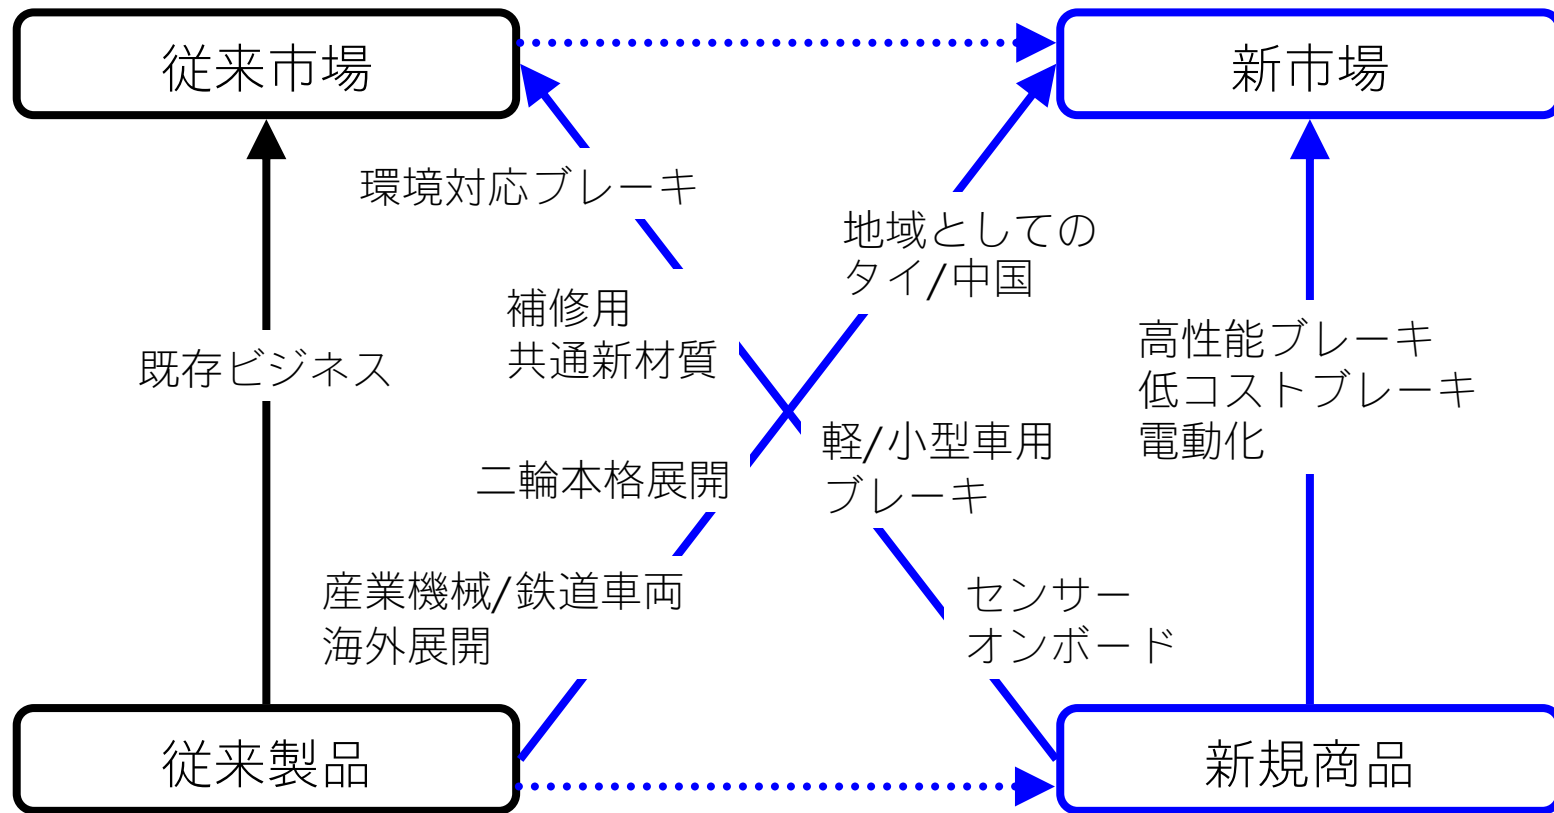 従来市場
新市場
環境対応ブレーキ
地域としての
タイ/中国
補修用
共通新材質
既存ビジネス
高性能ブレーキ
低コストブレーキ
電動化
軽/小型車用
ブレーキ
二輪本格展開
産業機械/鉄道車両
海外展開
センサー
オンボード
従来製品
新規商品